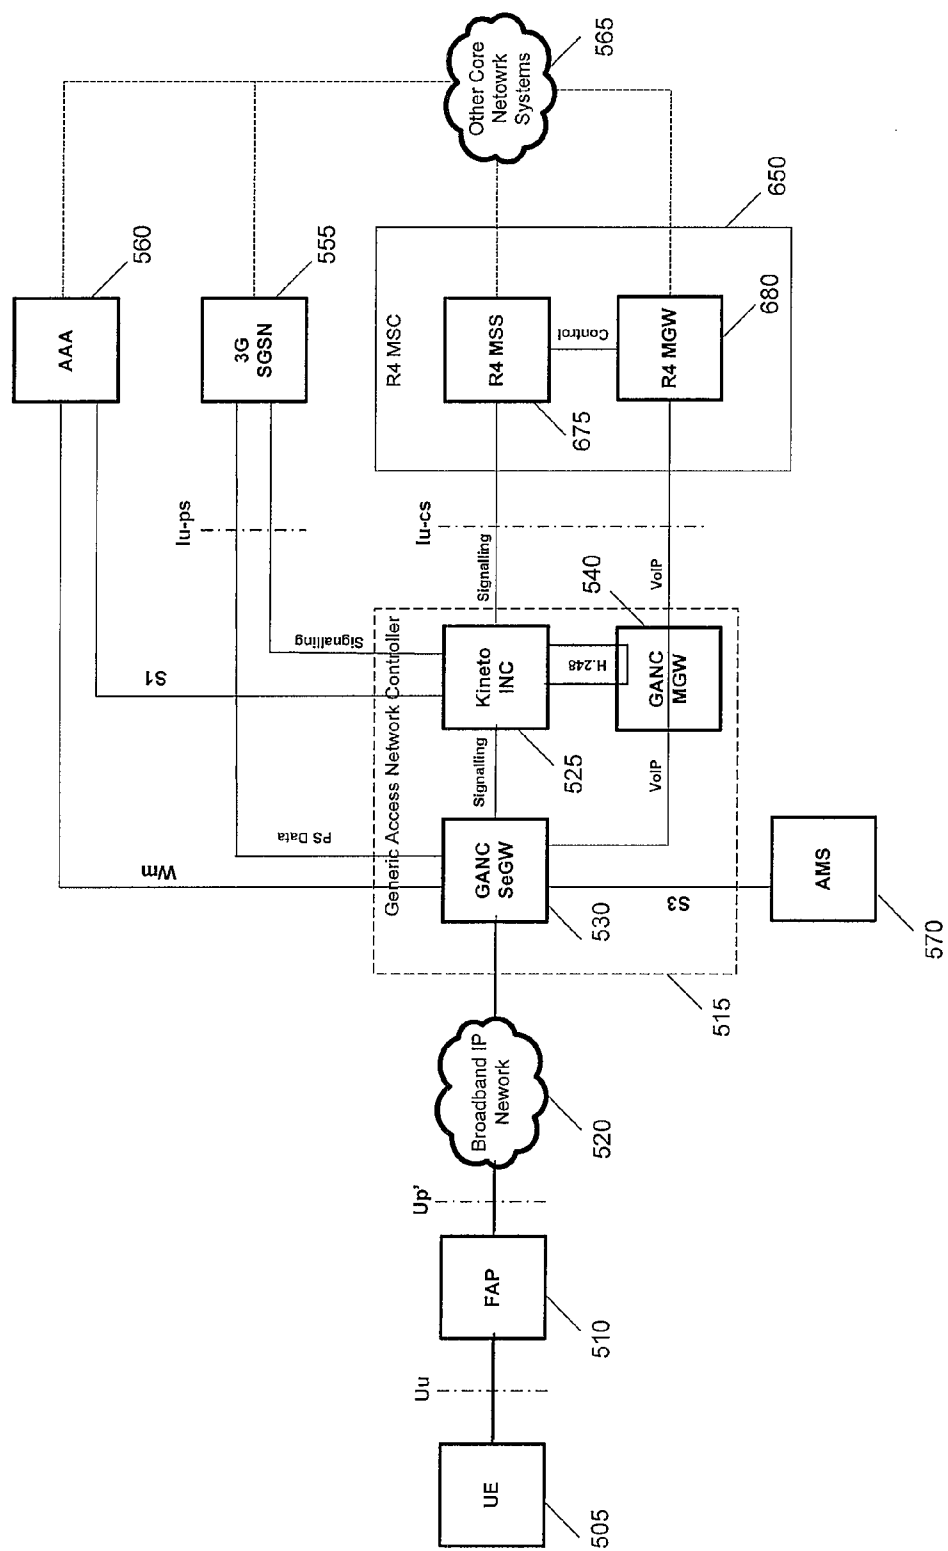 AAA
560
3G
SGSN
555
Other Core
Netowrk
Systems
565
R4 MSC
650
R4 MSS
675
Control
R4 MGW
680
Iu-ps
Iu-cs
Signalling
VoIP
S1
Signalling
Generic Access Network Controller
Kineto
INC
525
H.248
GANC
MGW
540
Wm
PS Data
Signalling
VoIP
GANC
SeGW
530
S3
AMS
570
515
Broadband IP
Nework
520
Up'
FAP
510
Uu
UE
505